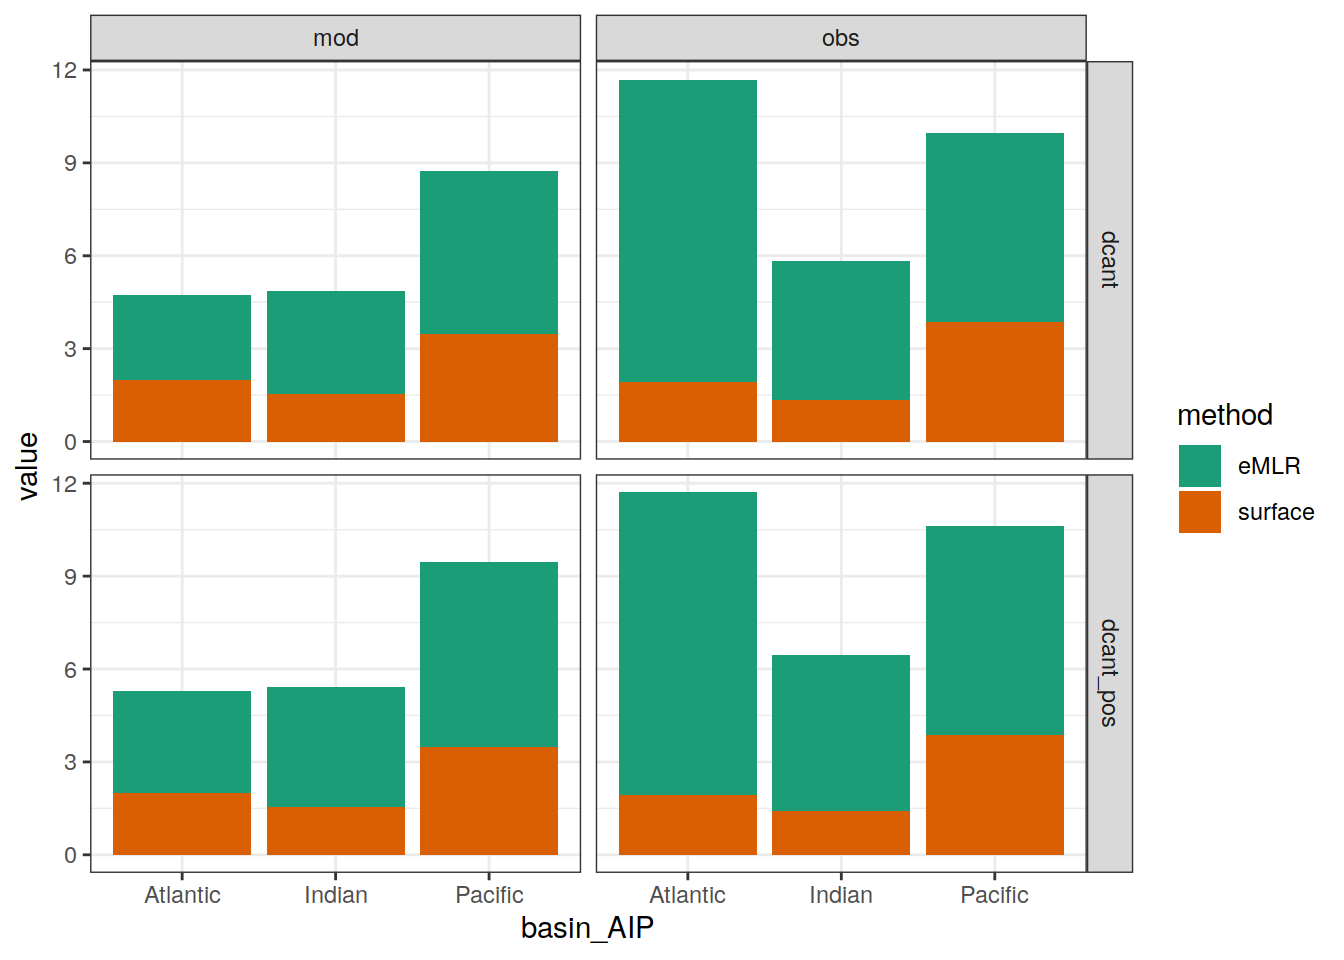 mod
obs
12
9
6
3
0
dcant
12
9
6
3
0
dcant_pos
value
Atlantic
Indian
Pacific
Atlantic
Indian
Pacific
basin_AIP
method
eMLR
surface